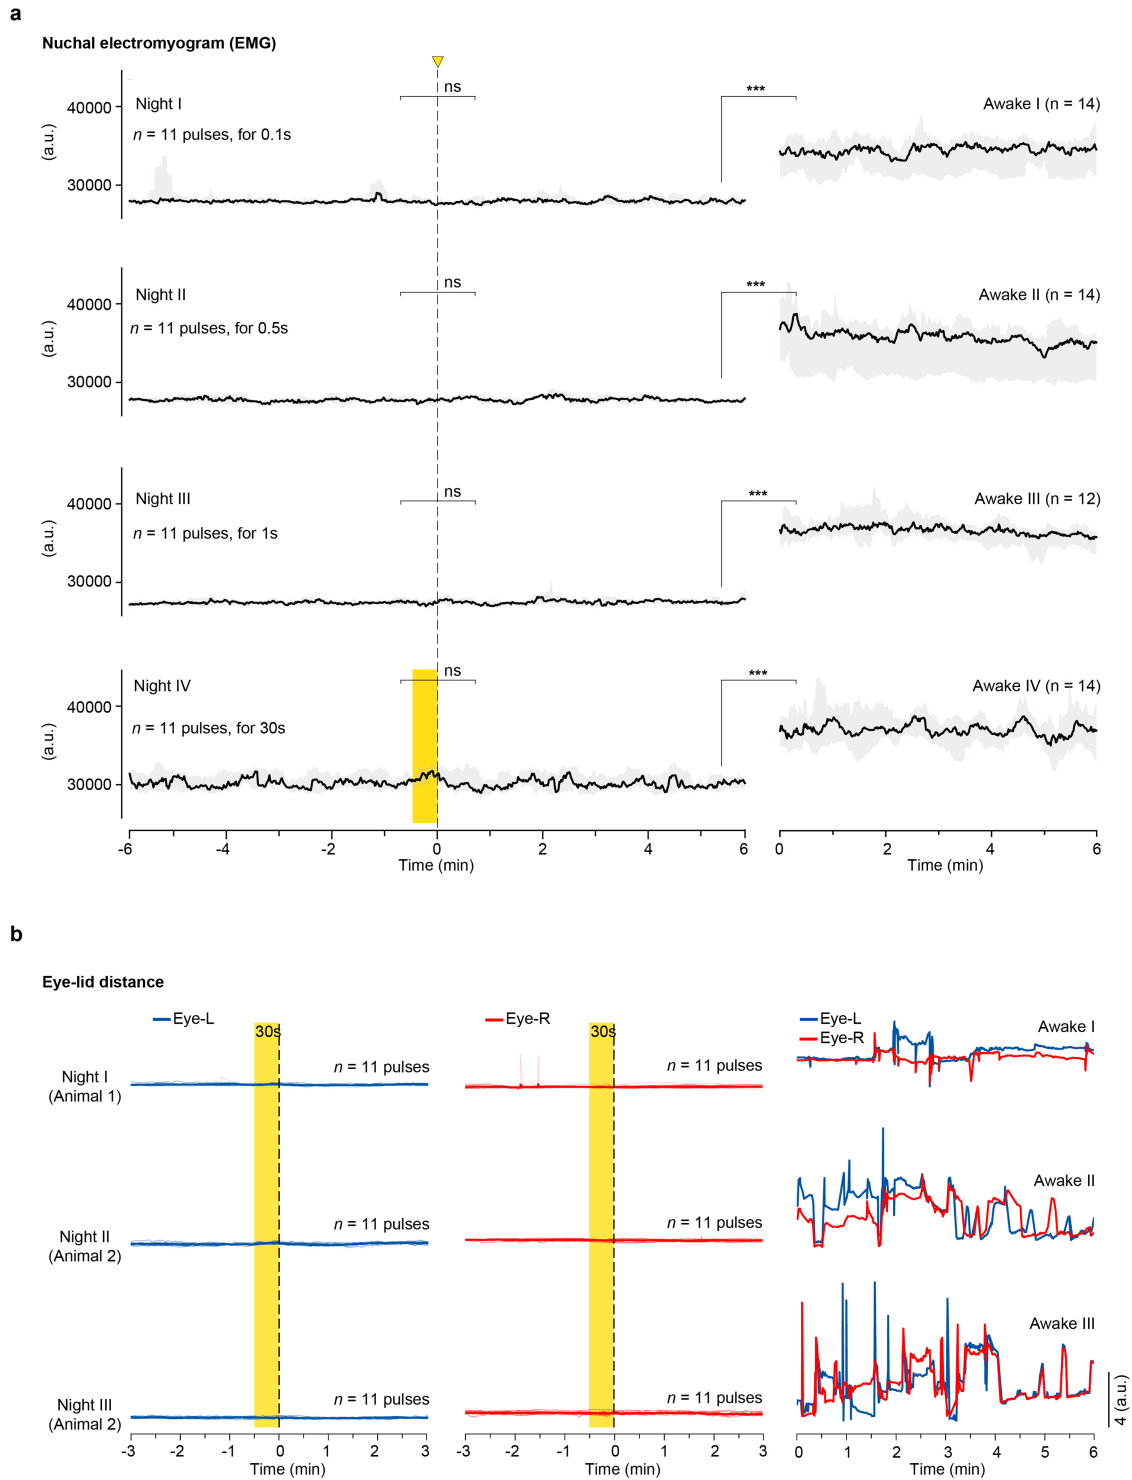 a
Nuchal electromyogram (EMG)
ns
***
40000
Night I
Awake I (n = 14)
n = 11 pulses, for 0.1s
(a.u.)
30000
ns
***
Night II
Awake II (n = 14)
40000
n = 11 pulses, for 0.5s
(a.u.)
30000
ns
***
Night III
Awake III (n = 12)
40000
n = 11 pulses, for 1s
(a.u.)
30000
ns
***
Night IV
Awake IV (n = 14)
40000
n = 11 pulses, for 30s
(a.u.)
30000
-6 -4 -2 0 2 4 6 0 2 4 6
Time (min) Time (min)
b
Eye-lid distance
Eye-L Eye-R Eye-L
Eye-R
30s 30s
Awake I
n = 11 pulses n = 11 pulses
Night I
(Animal 1)
Awake II
n = 11 pulses n = 11 pulses
Night II
(Animal 2)
Awake III
n = 11 pulses n = 11 pulses
Night III
(Animal 2)
4 (a.u.)
-3 -2 -1 0 1 2 3 -3 -2 -1 0 1 2 3 0 1 2 3 4 5 6
Time (min) Time (min) Time (min)